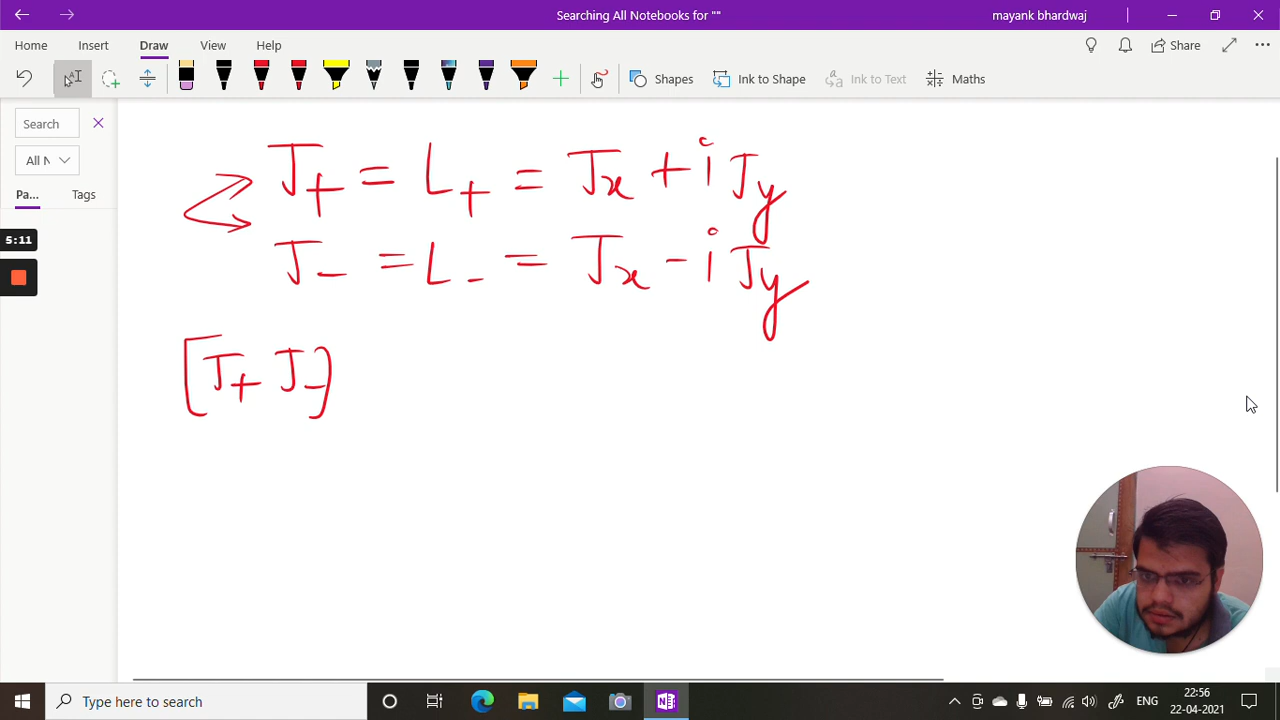 Searching All Notebooks for ""
mayank bhardwaj
Home Insert Draw View Help
Share
Shapes Ink to Shape Ink to Text Maths
Search
All N
Pa... Tags
5:11
J+ = L+ = Jx + i Jy
J- = L- = Jx - i Jy
[J+ J-]
Type here to search
ENG
22:56
22-04-2021